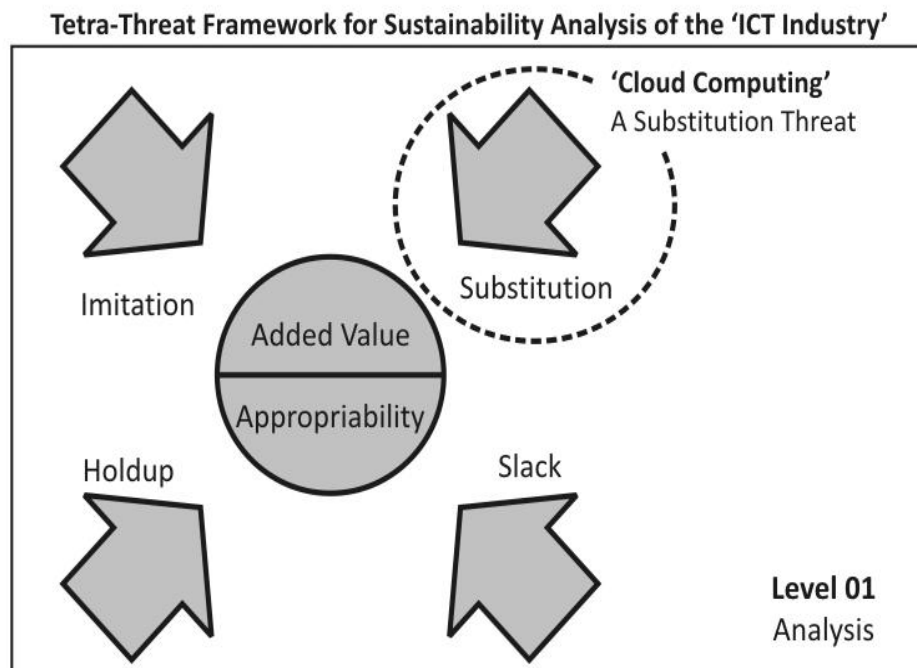 Tetra-Threat Framework for Sustainability Analysis of the ‘ICT Industry’
‘Cloud Computing’
A Substitution Threat
Imitation
Substitution
Added Value
Appropriability
Holdup
Slack
Level 01
Analysis